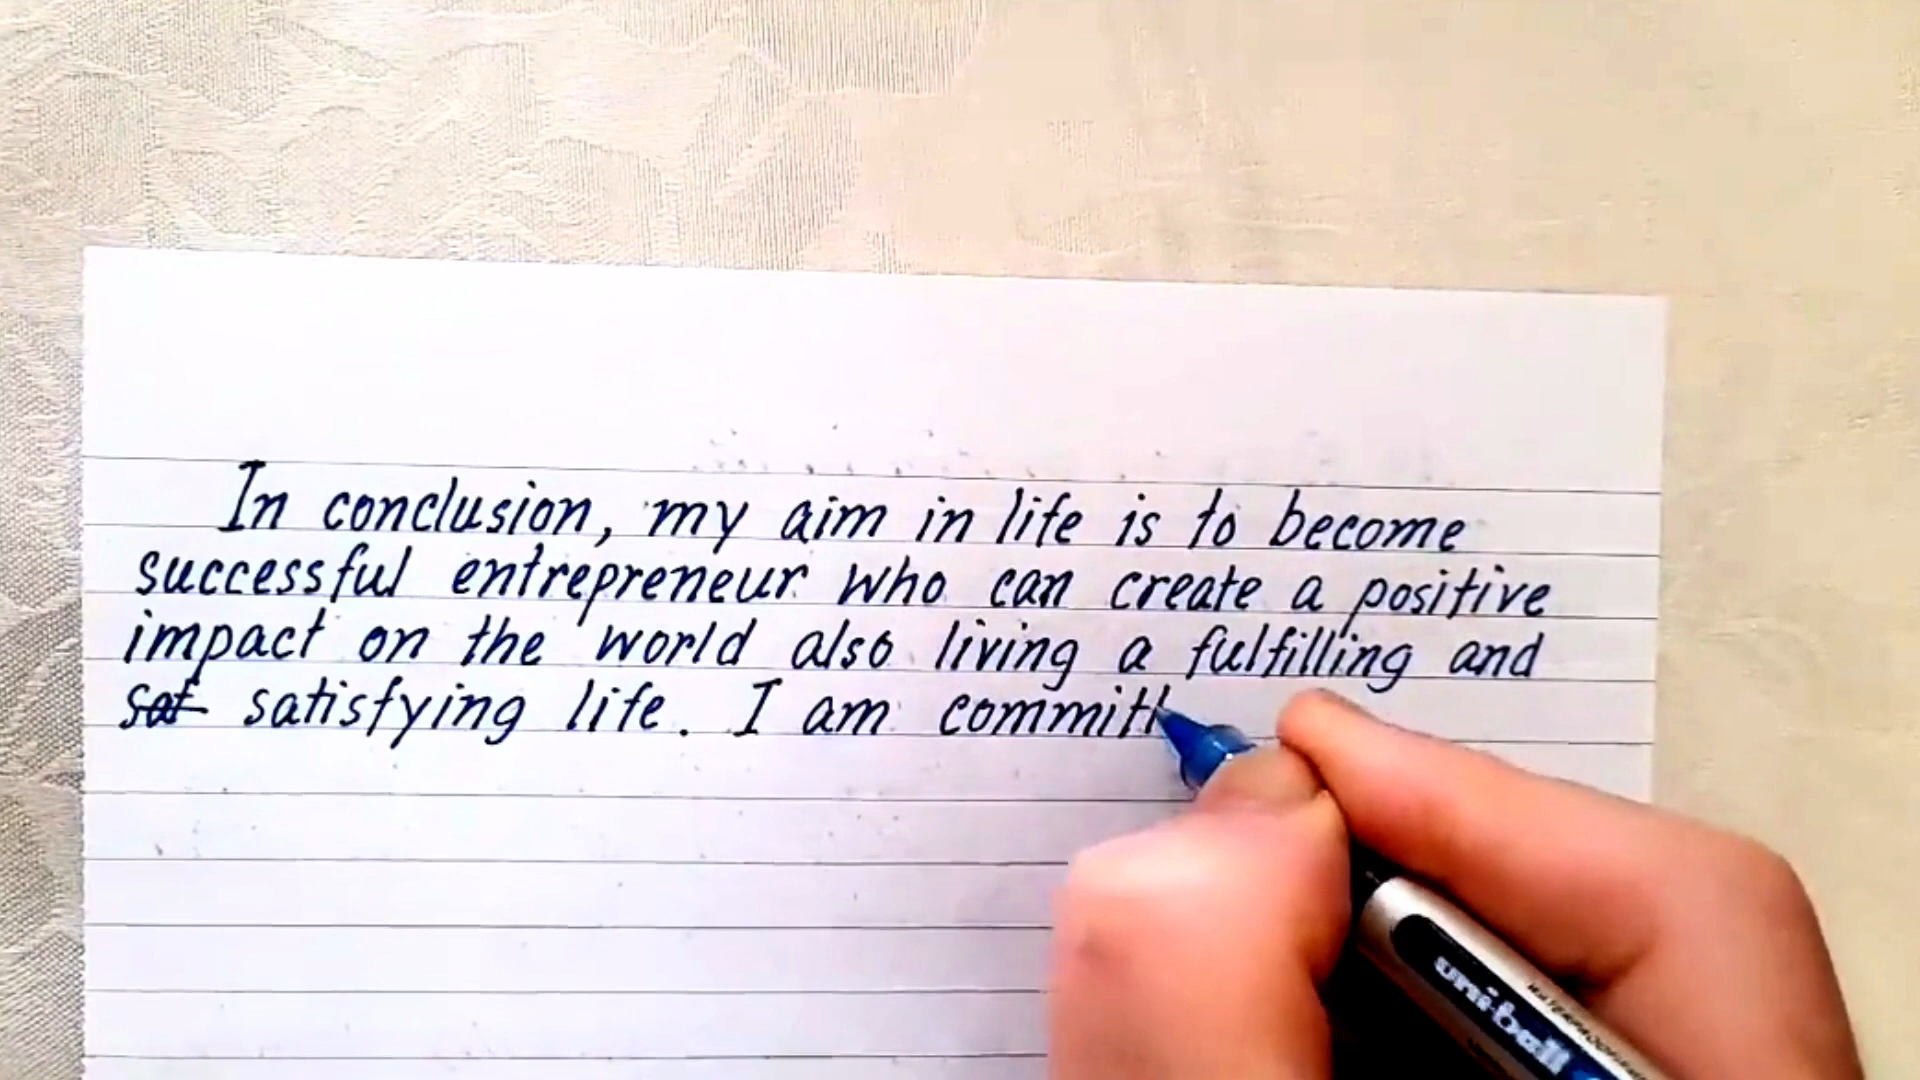 In conclusion, my aim in life is to become
successful entrepreneur who can create a positive
impact on the world also living a fulfilling and
sat satisfying life. I am committ
uni-ball
WATERPROOF